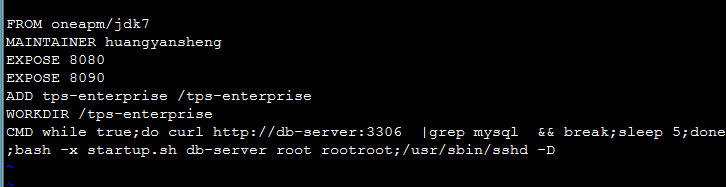 FROM oneapm/jdk7
MAINTAINER huangyansheng
EXPOSE 8080
EXPOSE 8090
ADD tps-enterprise /tps-enterprise
WORKDIR /tps-enterprise
CMD while true;do curl http://db-server:3306  |grep mysql  && break;sleep 5;done
;bash -x startup.sh db-server root rootroot;/usr/sbin/sshd -D
~
~